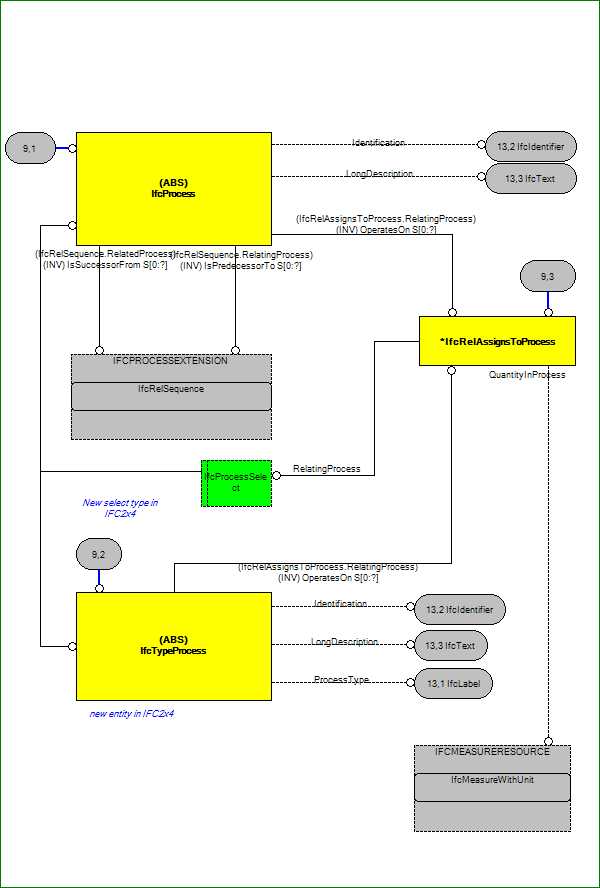 9,1
(ABS)
IfcProcess
Identification
13,2 IfcIdentifier
LongDescription
13,3 IfcText
(IfcRelAssignsToProcess.RelatingProcess)
(INV) OperatesOn S[0:?]
(IfcRelSequence.RelatedProcess)
(INV) IsSuccessorFrom S[0:?]
(IfcRelSequence.RelatingProcess)
(INV) IsPredecessorTo S[0:?]
9,3
*IfcRelAssignsToProcess
QuantityInProcess
IFCPROCESSEXTENSION
IfcRelSequence
IfcProcessSele
ct
RelatingProcess
New select type in
IFC2x4
9,2
(IfcRelAssignsToProcess.RelatingProcess)
(INV) OperatesOn S[0:?]
(ABS)
IfcTypeProcess
Identification
13,2 IfcIdentifier
LongDescription
13,3 IfcText
ProcessType
13,1 IfcLabel
new entity in IFC2x4
IFCMEASURERESOURCE
IfcMeasureWithUnit